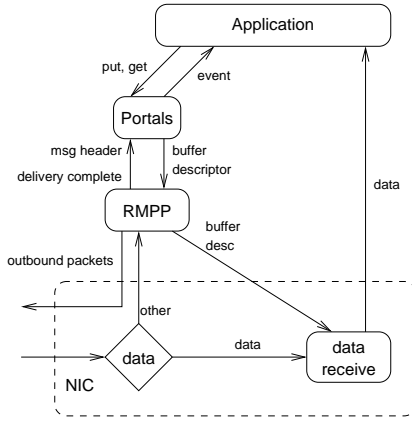 Application
put, get
event
Portals
msg header
delivery complete
buffer
descriptor
data
RMPP
buffer
desc
outbound packets
other
data
data
data
receive
NIC